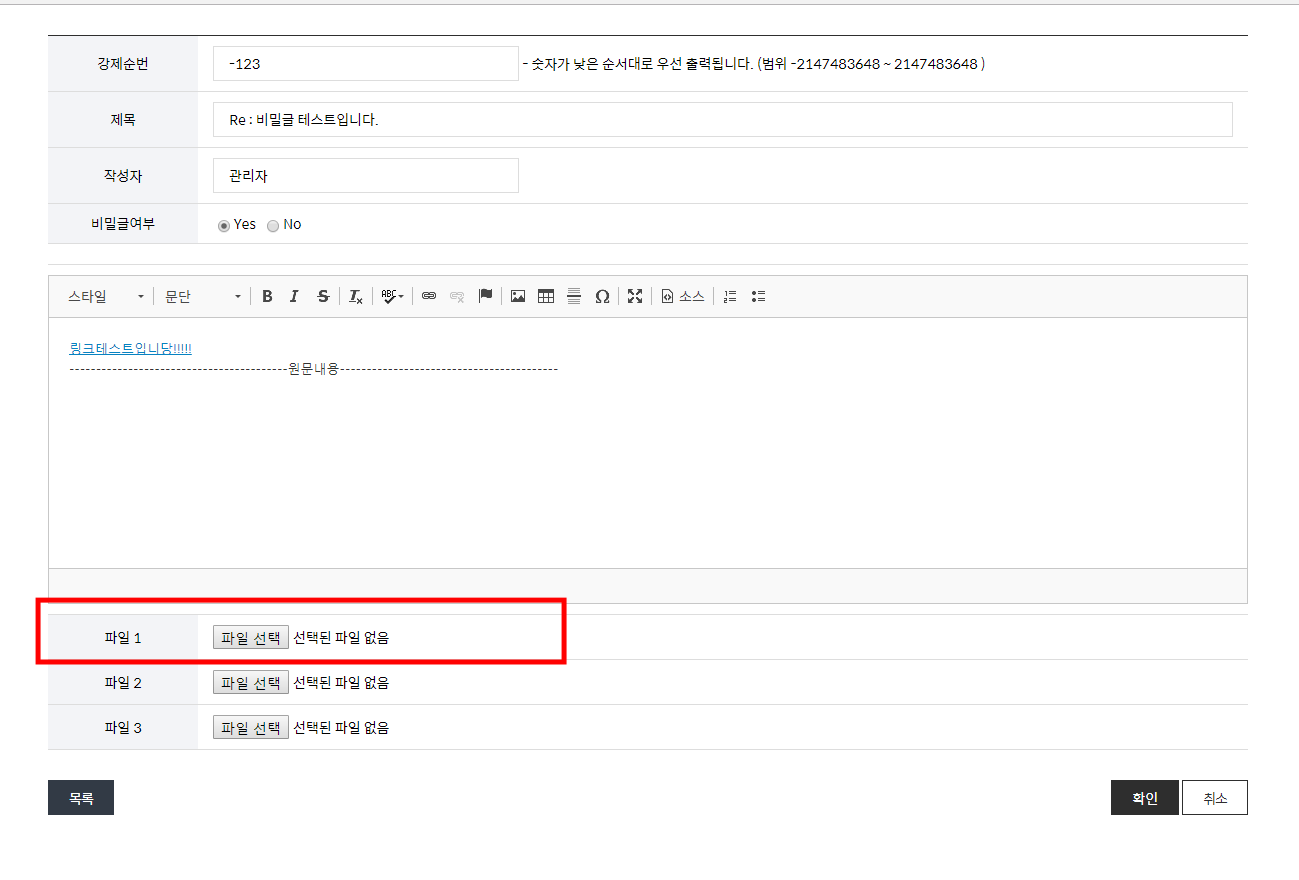 강제순번 -123 - 숫자가 낮은 순서대로 우선 출력됩니다. (범위 -2147483648 ~ 2147483648 )
제목 Re : 비밀글 테스트입니다.
작성자 관리자
비밀글여부 Yes No
스타일 문단 B I S Tx ABC Ω 소스
링크테스트입니당!!!!!
-----------------------------------------원문내용-----------------------------------------
파일 1 파일 선택 선택된 파일 없음
파일 2 파일 선택 선택된 파일 없음
파일 3 파일 선택 선택된 파일 없음
목록 확인 취소